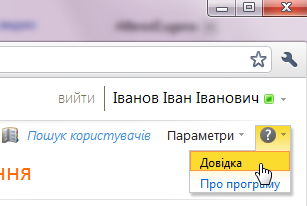 вийти Іванов Іван Іванович
Пошук користувачів Параметри ?
Довідка
ння
Про програму